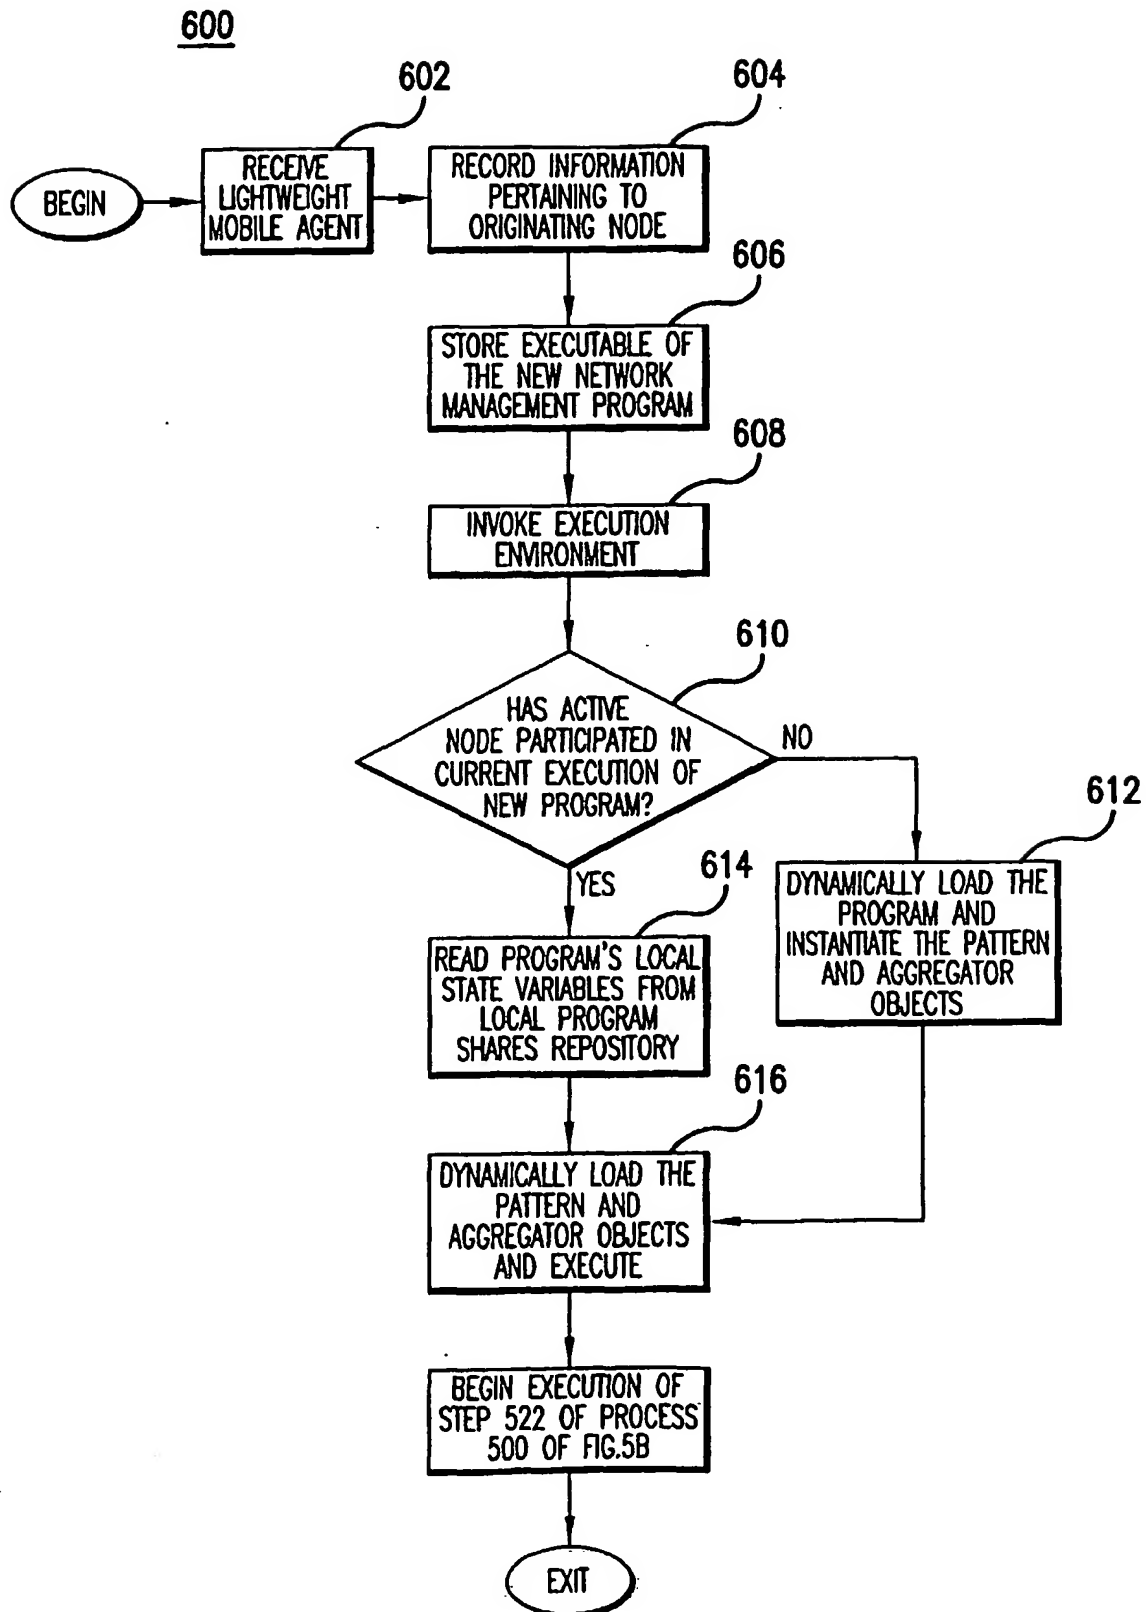 600
602
604
BEGIN
RECEIVE
LIGHTWEIGHT
MOBILE AGENT
RECORD INFORMATION
PERTAINING TO
ORIGINATING NODE
606
STORE EXECUTABLE OF
THE NEW NETWORK
MANAGEMENT PROGRAM
608
INVOKE EXECUTION
ENVIRONMENT
610
HAS ACTIVE
NODE PARTICIPATED IN
CURRENT EXECUTION OF
NEW PROGRAM?
NO
612
DYNAMICALLY LOAD THE
PROGRAM AND
INSTANTIATE THE PATTERN
AND AGGREGATOR
OBJECTS
YES
614
READ PROGRAM'S LOCAL
STATE VARIABLES FROM
LOCAL PROGRAM
SHARES REPOSITORY
616
DYNAMICALLY LOAD THE
PATTERN AND
AGGREGATOR OBJECTS
AND EXECUTE
BEGIN EXECUTION OF
STEP 522 OF PROCESS
500 OF FIG.5B
EXIT